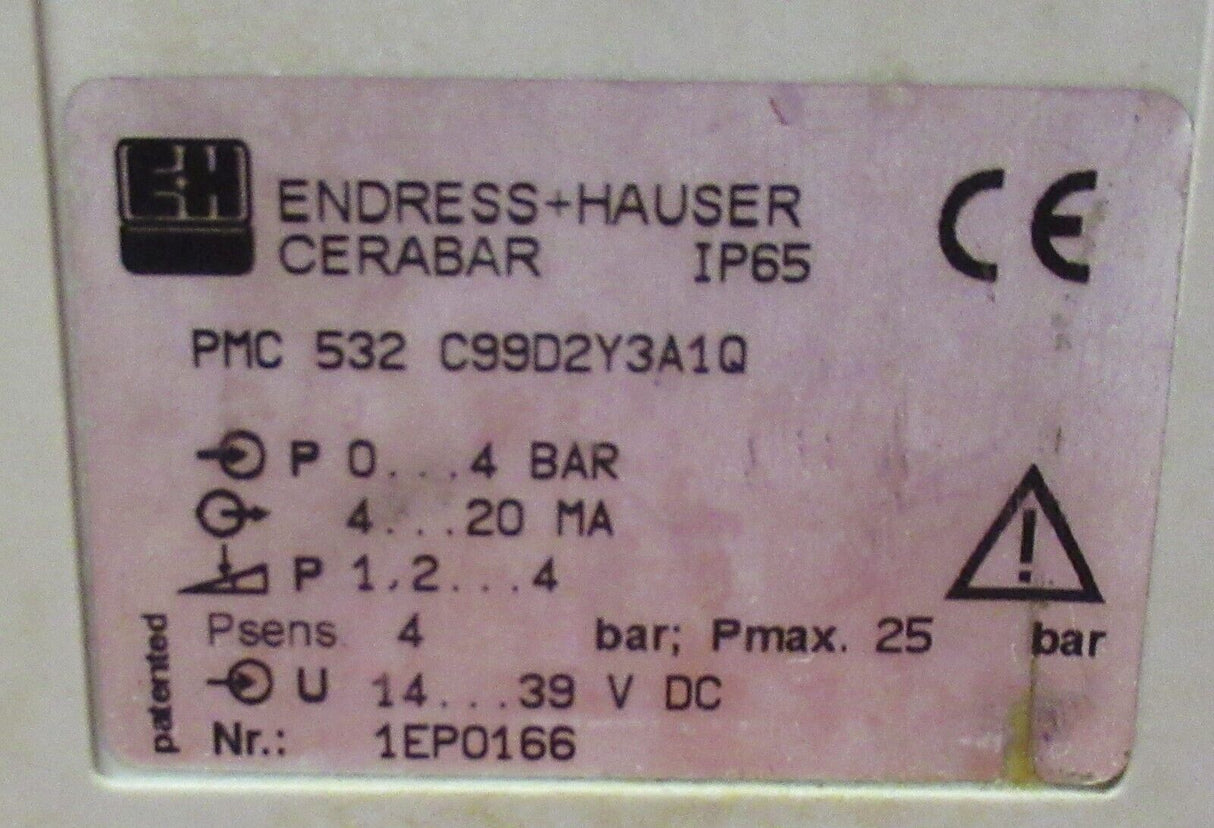 E+H
ENDRESS+HAUSER
CERABAR IP65
CE
PMC 532 C99D2Y3A1Q
P 0...4 BAR
4...20 MA
P 1,2...4
Psens. 4 bar; Pmax. 25 bar
U 14...39 V DC
Nr.: 1EP0166
patented